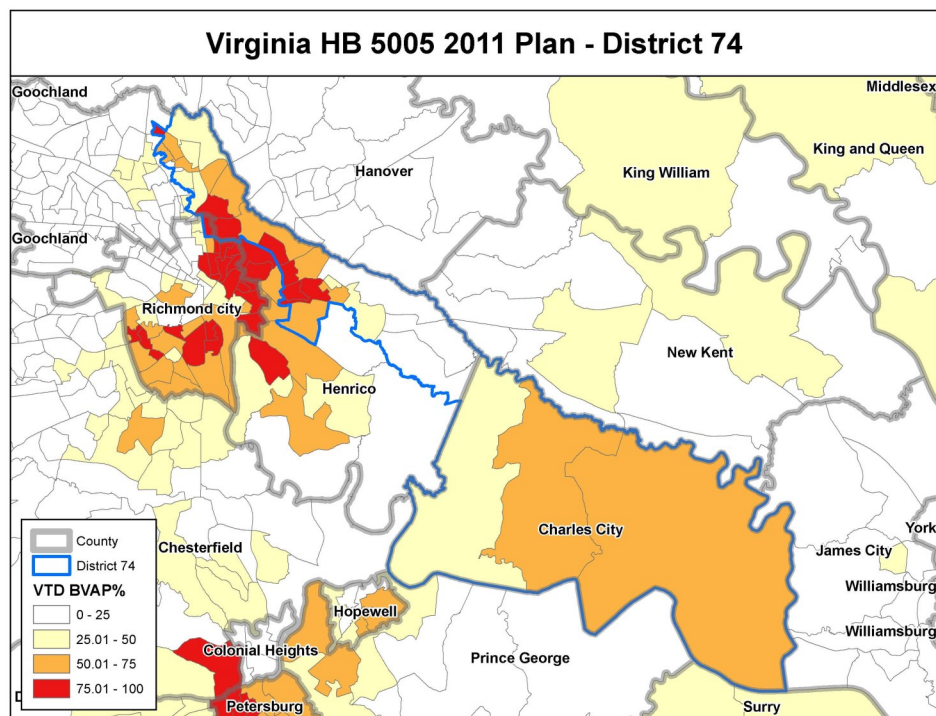 Virginia HB 5005 2011 Plan - District 74
Goochland
Middlesex
King and Queen
Hanover
King William
Goochland
Richmond city
New Kent
Henrico
Charles City
York
James City
Chesterfield
Williamsburg
Hopewell
Williamsburg
Colonial Heights
Prince George
Petersburg
Surry
County
District 74
VTD BVAP%
0 - 25
25.01 - 50
50.01 - 75
75.01 - 100